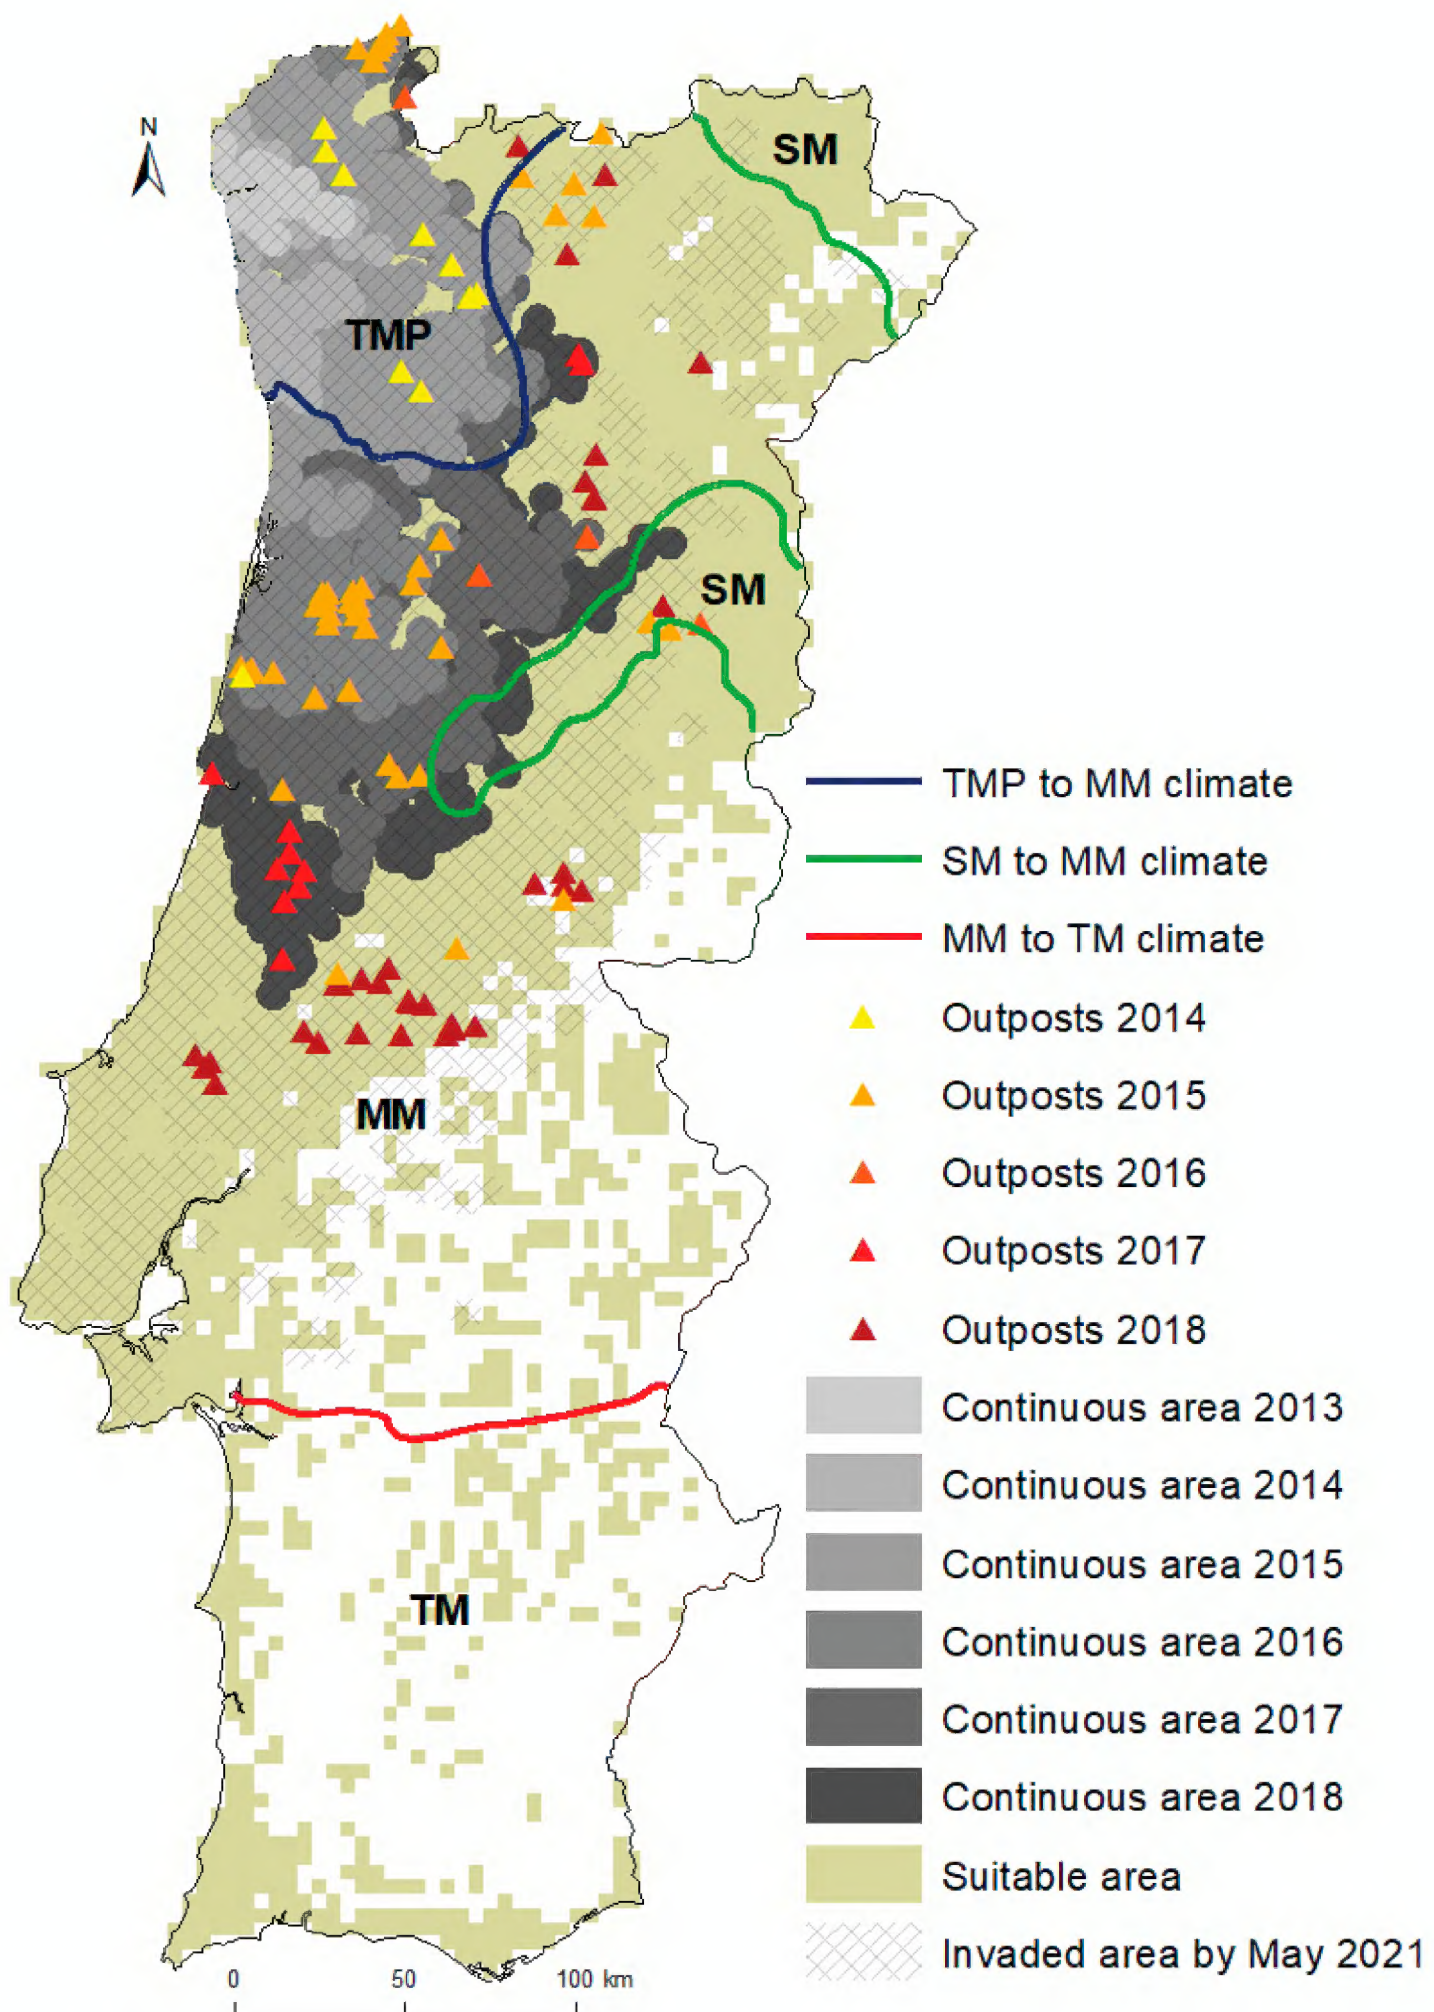 N
SM
TMP
SM
TMP to MM climate
SM to MM climate
MM to TM climate
Outposts 2014
Outposts 2015
MM
Outposts 2016
Outposts 2017
Outposts 2018
Continuous area 2013
Continuous area 2014
Continuous area 2015
TM
Continuous area 2016
Continuous area 2017
Continuous area 2018
Suitable area
Invaded area by May 2021
0 50 100 km